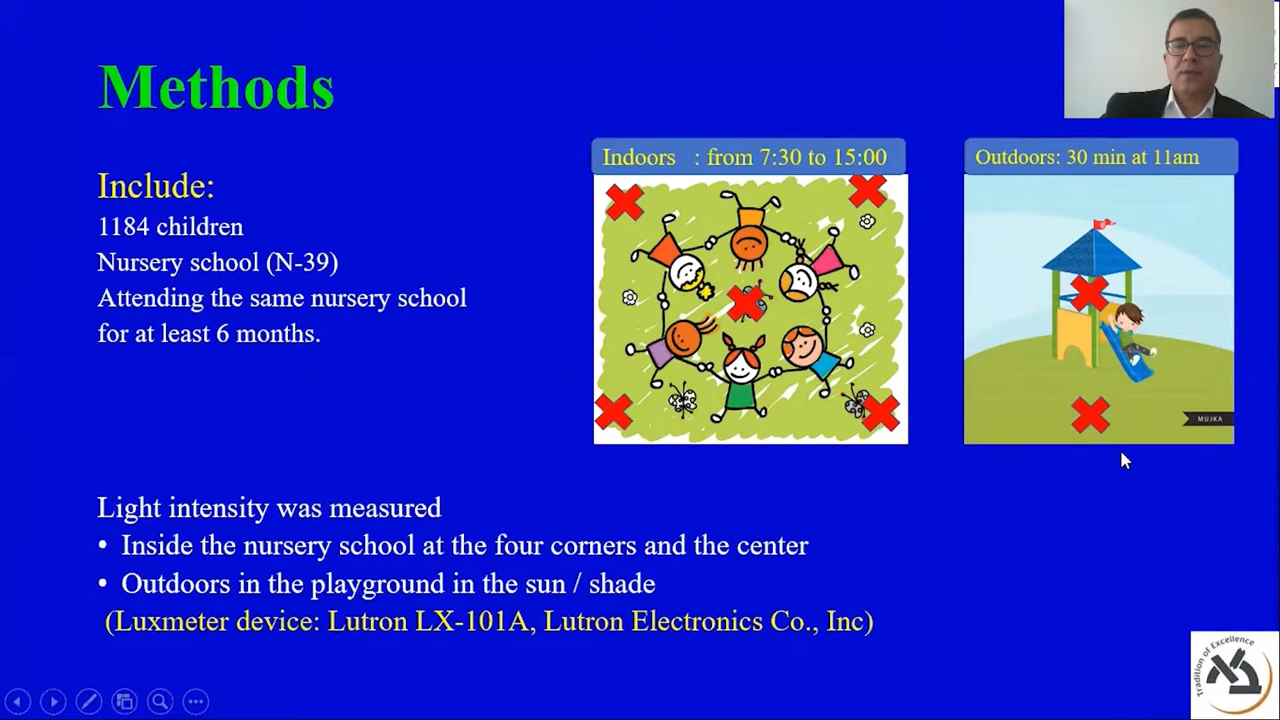 Methods
Indoors : from 7:30 to 15:00
Outdoors: 30 min at 11am
Include:
1184 children
Nursery school (N-39)
Attending the same nursery school
for at least 6 months.
MUJKA
Light intensity was measured
• Inside the nursery school at the four corners and the center
• Outdoors in the playground in the sun / shade
(Luxmeter device: Lutron LX-101A, Lutron Electronics Co., Inc)
Tradition of Excellence